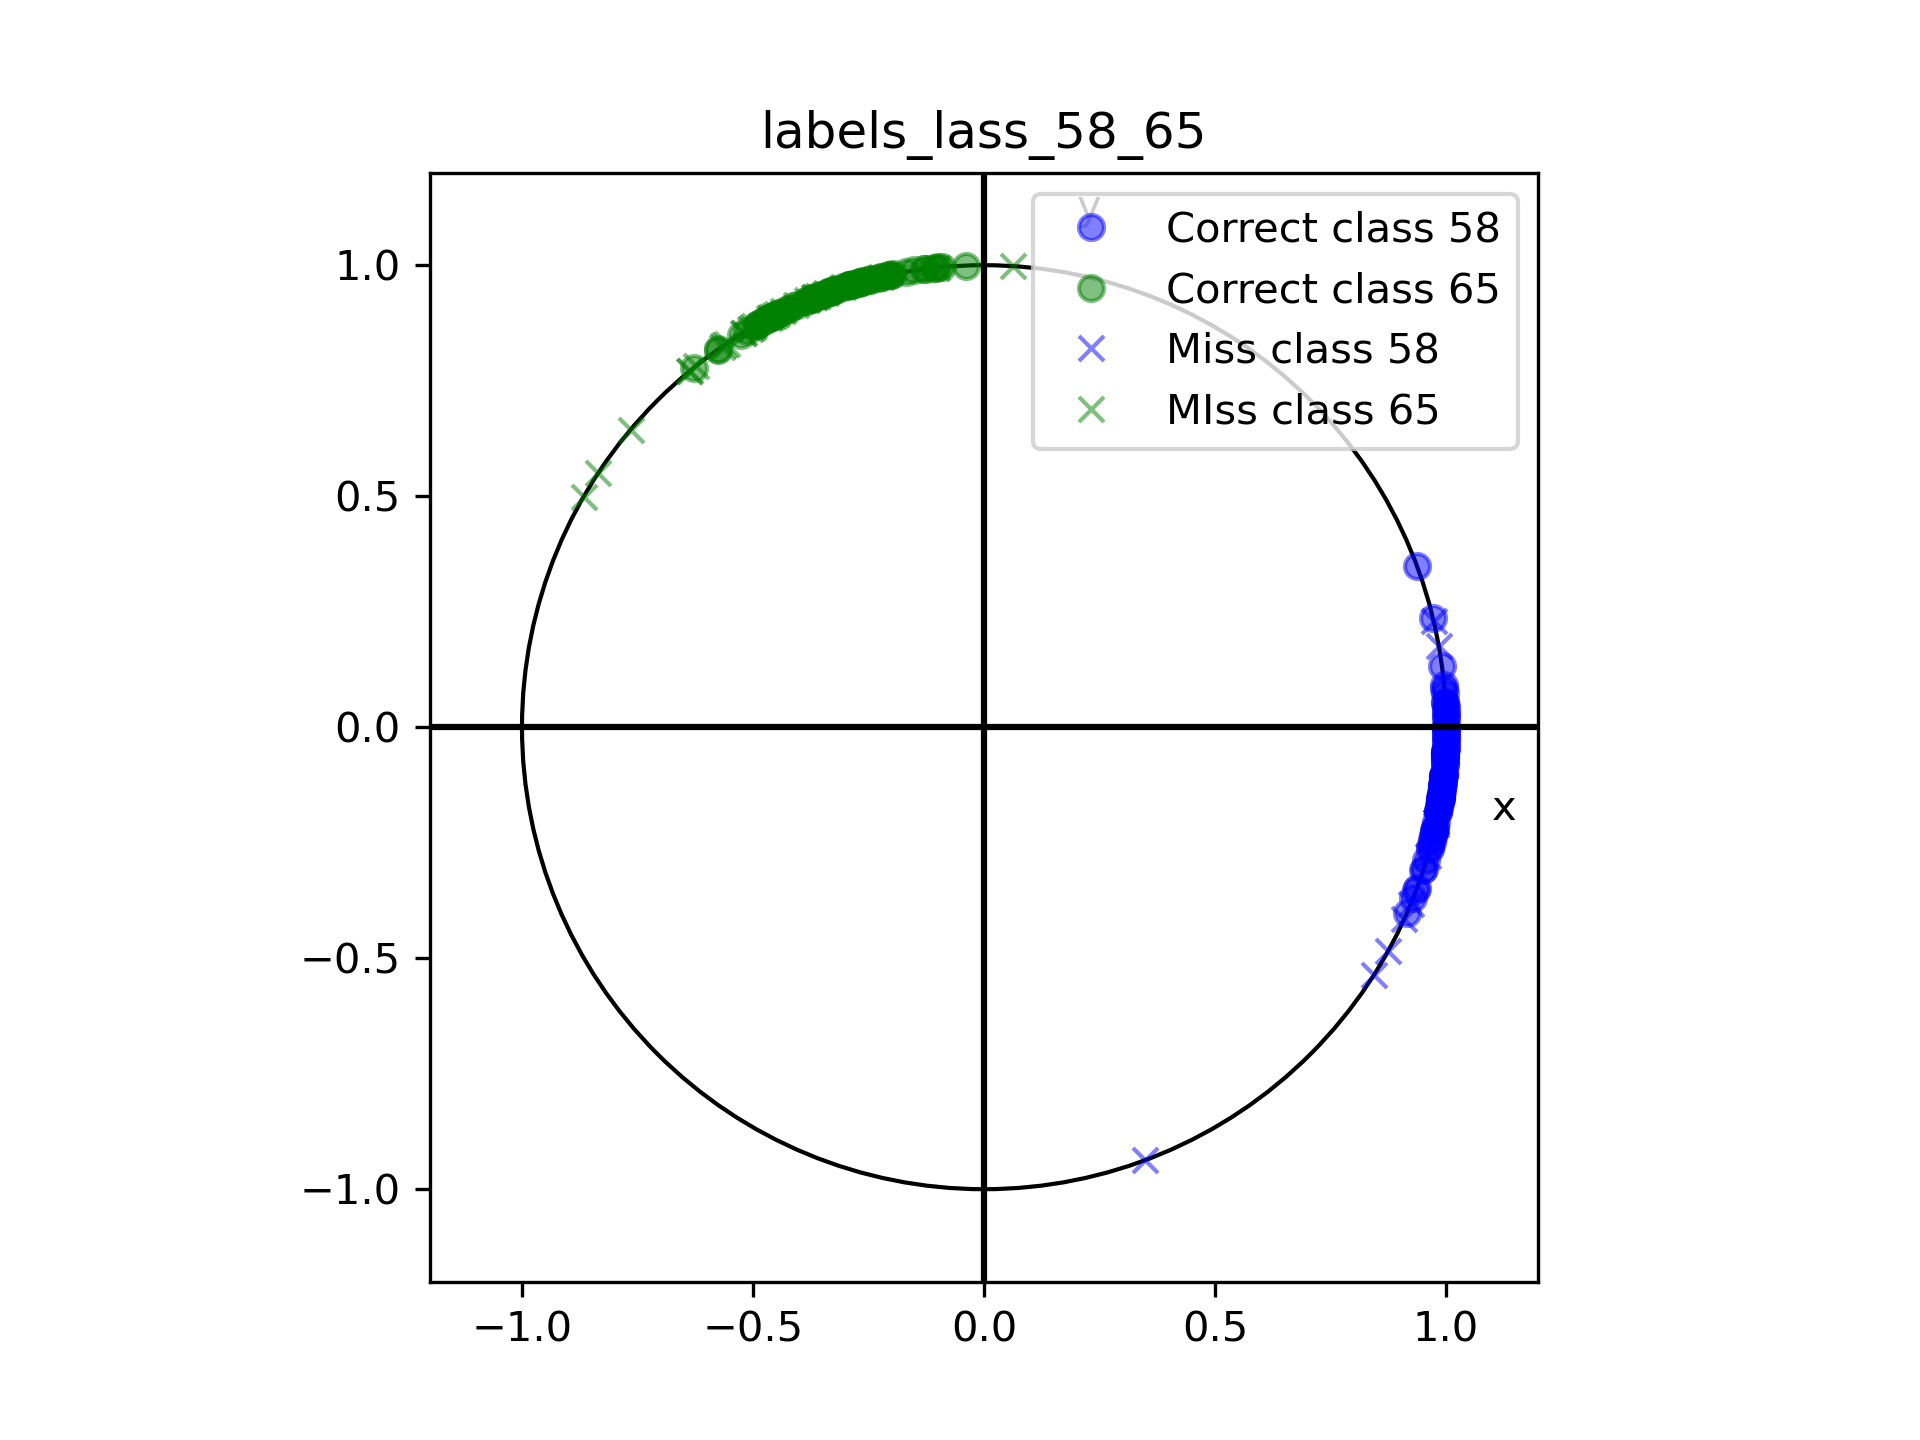 labels_lass_58_65
y
Correct class 58
Correct class 65
Miss class 58
MIss class 65
1.0
0.5
0.0
−0.5
−1.0
x
−1.0 −0.5 0.0 0.5 1.0